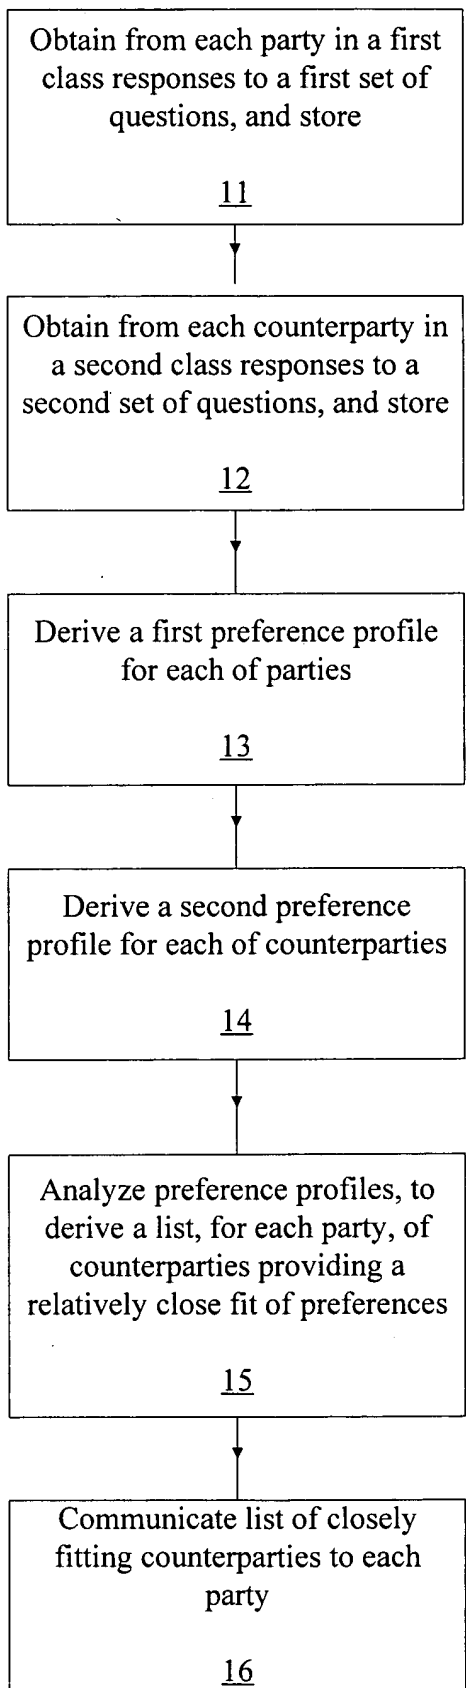 Obtain from each party in a first
class responses to a first set of
questions, and store
11
Obtain from each counterparty in
a second class responses to a
second set of questions, and store
12
Derive a first preference profile
for each of parties
13
Derive a second preference
profile for each of counterparties
14
Analyze preference profiles, to
derive a list, for each party, of
counterparties providing a
relatively close fit of preferences
15
Communicate list of closely
fitting counterparties to each
party
16